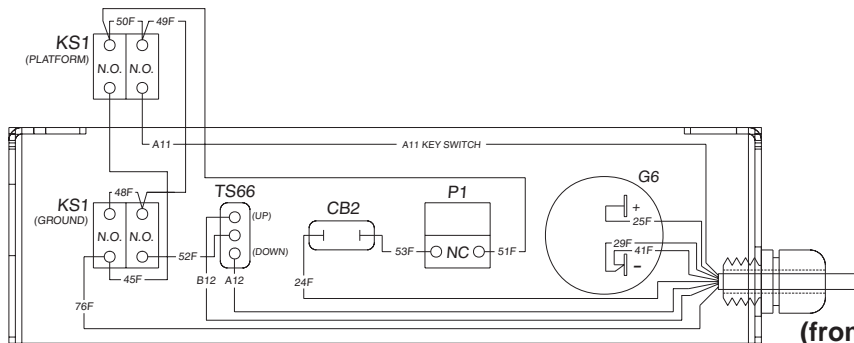 50F 49F
KS1
(PLATFORM)
N.O. N.O.
A11
A11 KEY SWITCH
KS1
(GROUND)
48F
N.O. N.O.
TS66
(UP)
(DOWN)
CB2
P1
NC
G6
+
25F
29F
41F
-
52F
53F
51F
45F
B12 A12
24F
76F
(fron